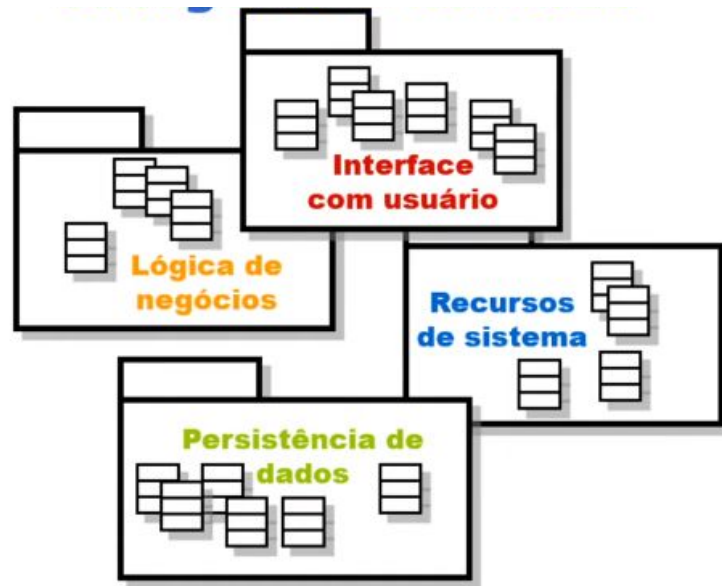 Interface
com usuário
Lógica de
negócios
Recursos
de sistema
Persistência de
dados